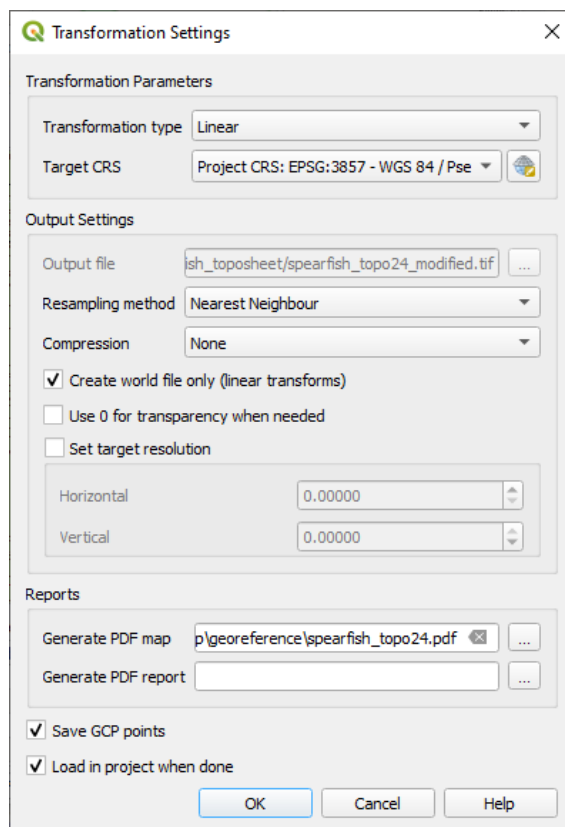 Transformation Settings
Transformation Parameters
Transformation type Linear
Target CRS Project CRS: EPSG:3857 - WGS 84 / Pse
Output Settings
Output file ish_toposheet/spearfish_topo24_modified.tif ...
Resampling method Nearest Neighbour
Compression None
Create world file only (linear transforms)
Use 0 for transparency when needed
Set target resolution
Horizontal 0.00000
Vertical 0.00000
Reports
Generate PDF map p\georeference\spearfish_topo24.pdf ...
Generate PDF report ...
Save GCP points
Load in project when done
OK Cancel Help